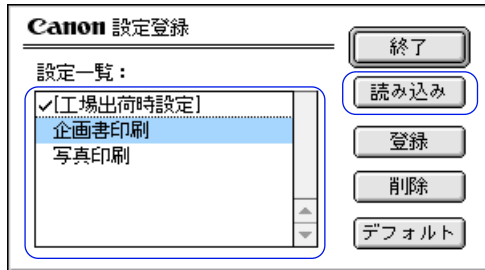 Canon 設定登録
設定一覧：
✓[工場出荷時設定]
企画書印刷
写真印刷
終了
読み込み
登録
削除
デフォルト